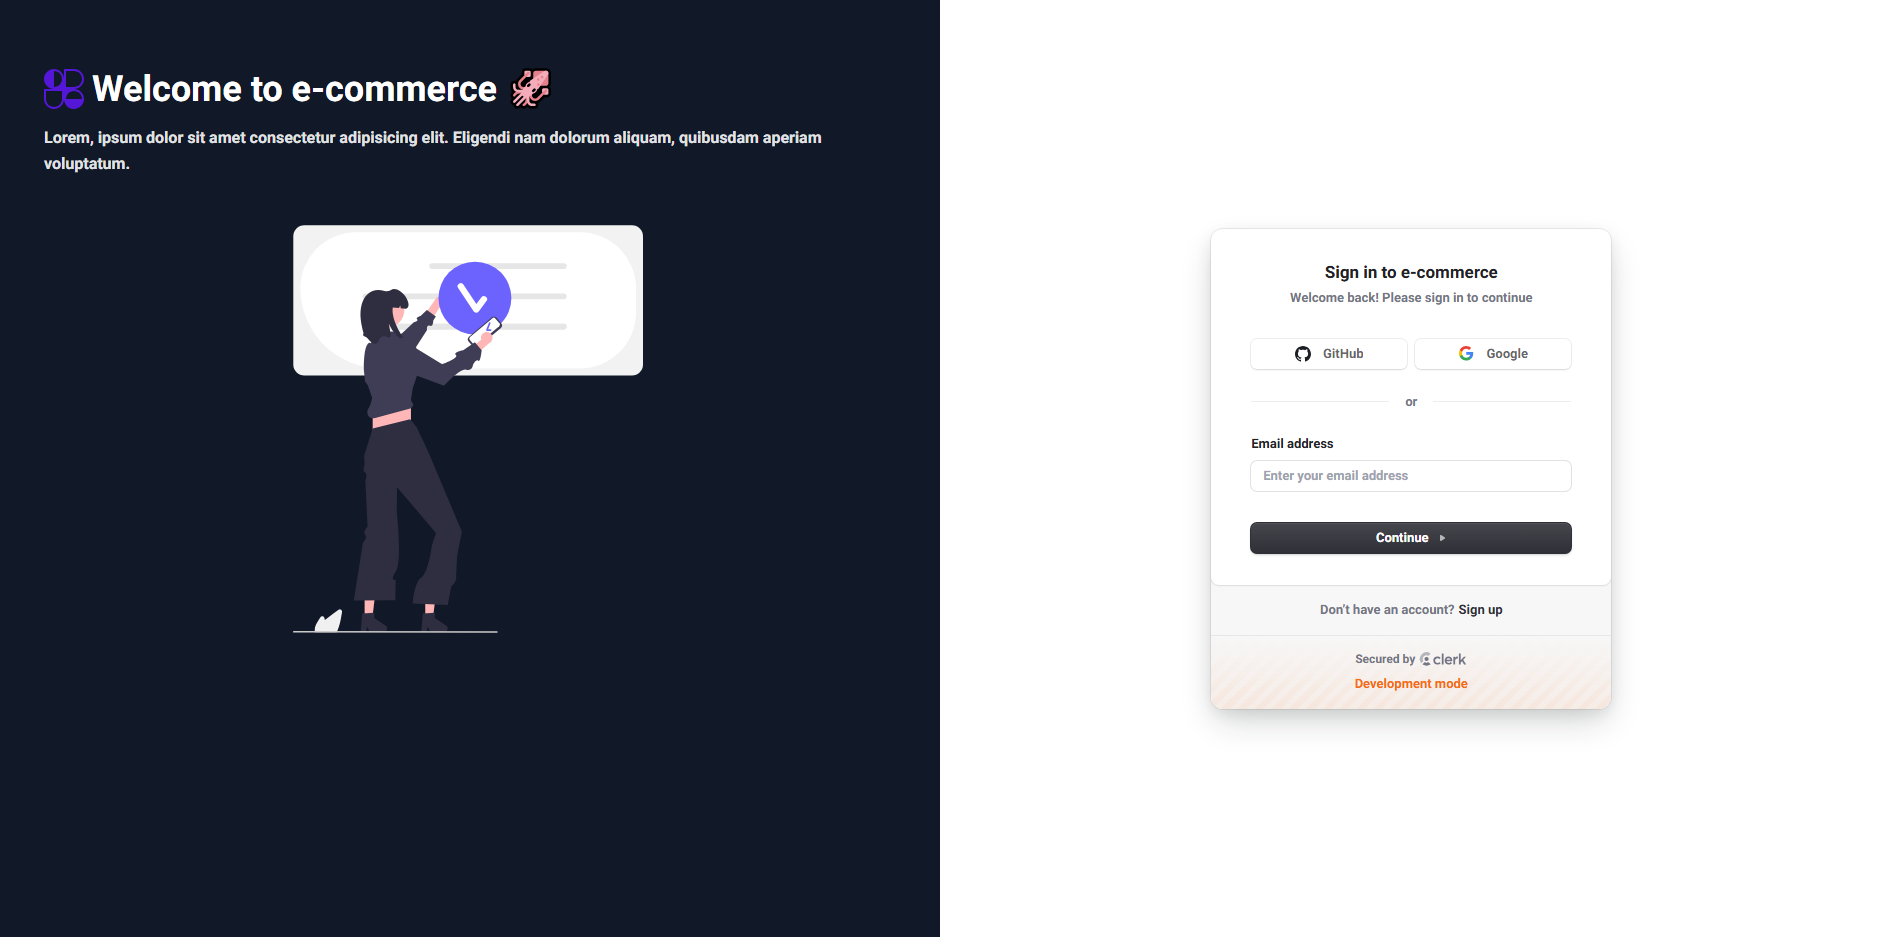 Welcome to e-commerce
Lorem, ipsum dolor sit amet consectetur adipisicing elit. Eligendi nam dolorum aliquam, quibusdam aperiam
voluptatum.
Sign in to e-commerce
Welcome back! Please sign in to continue
GitHub
Google
or
Email address
Enter your email address
Continue
Don’t have an account? Sign up
Secured by clerk
Development mode